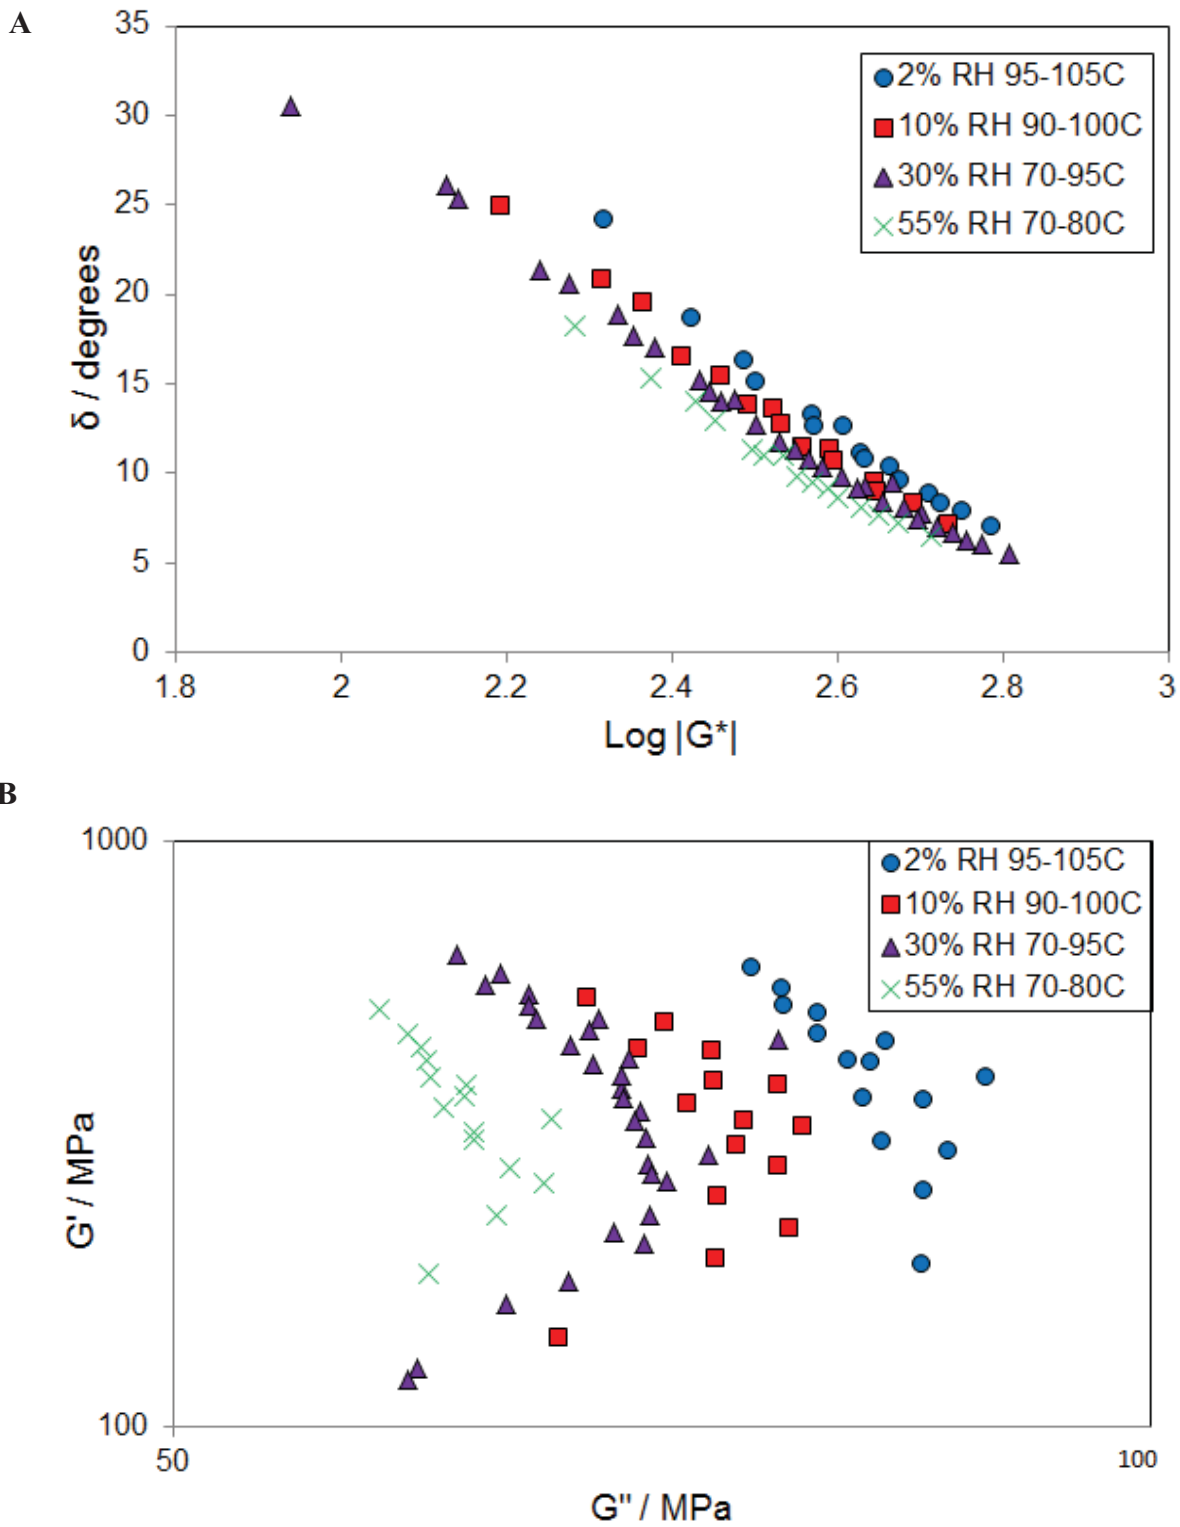 A
35
30
25
20
15
10
5
0
δ / degrees
2% RH 95-105C
10% RH 90-100C
30% RH 70-95C
55% RH 70-80C
1.8 2 2.2 2.4 2.6 2.8 3
Log |G*|
B
1000
100
G' / MPa
2% RH 95-105C
10% RH 90-100C
30% RH 70-95C
55% RH 70-80C
50 100
G'' / MPa